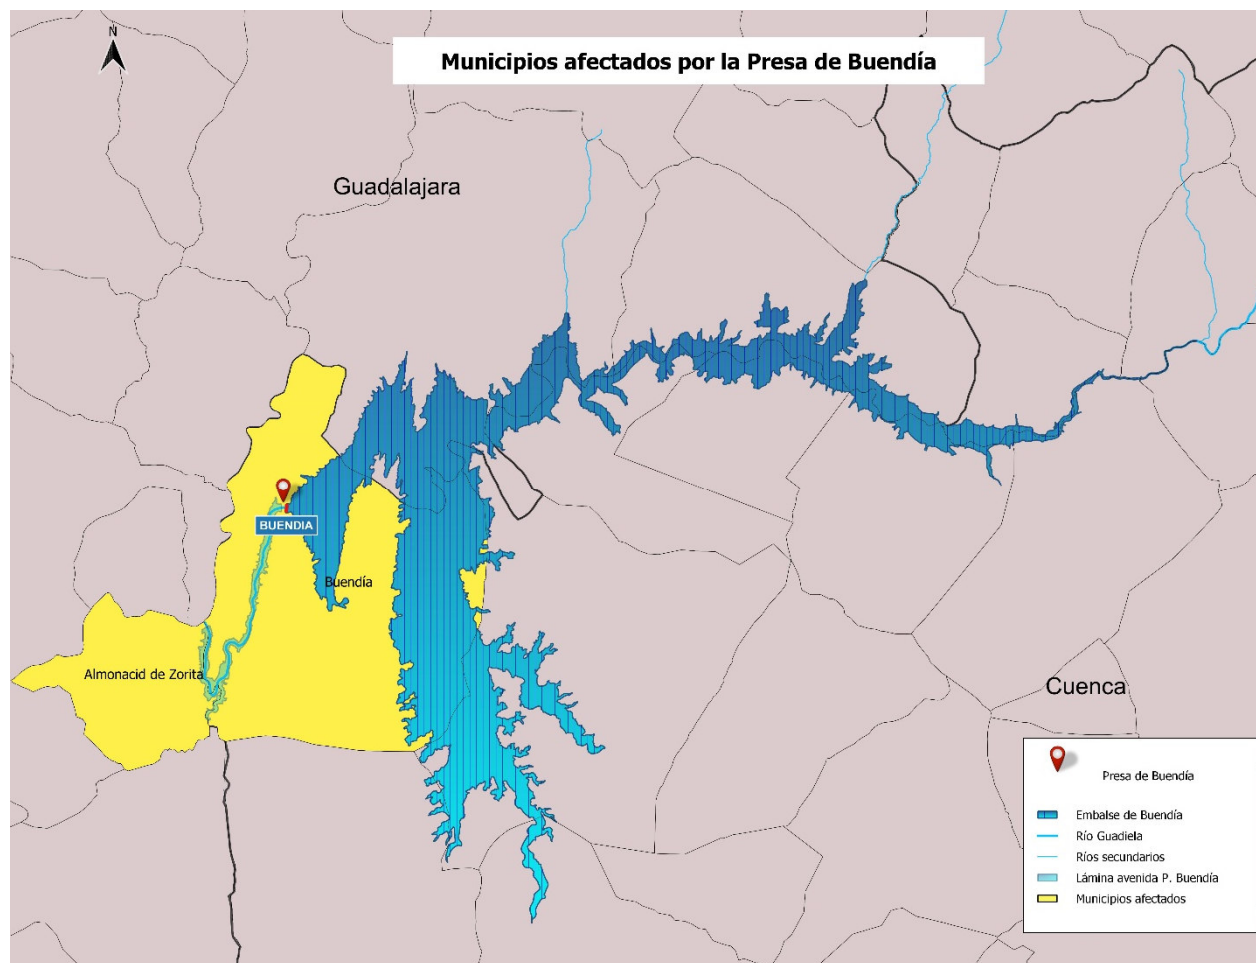 N
Municipios afectados por la Presa de Buendía
Guadalajara
BUENDIA
Buendía
Almonacid de Zorita
Cuenca
Presa de Buendía
Embalse de Buendía
Río Guadiela
Ríos secundarios
Lámina avenida P. Buendía
Municipios afectados